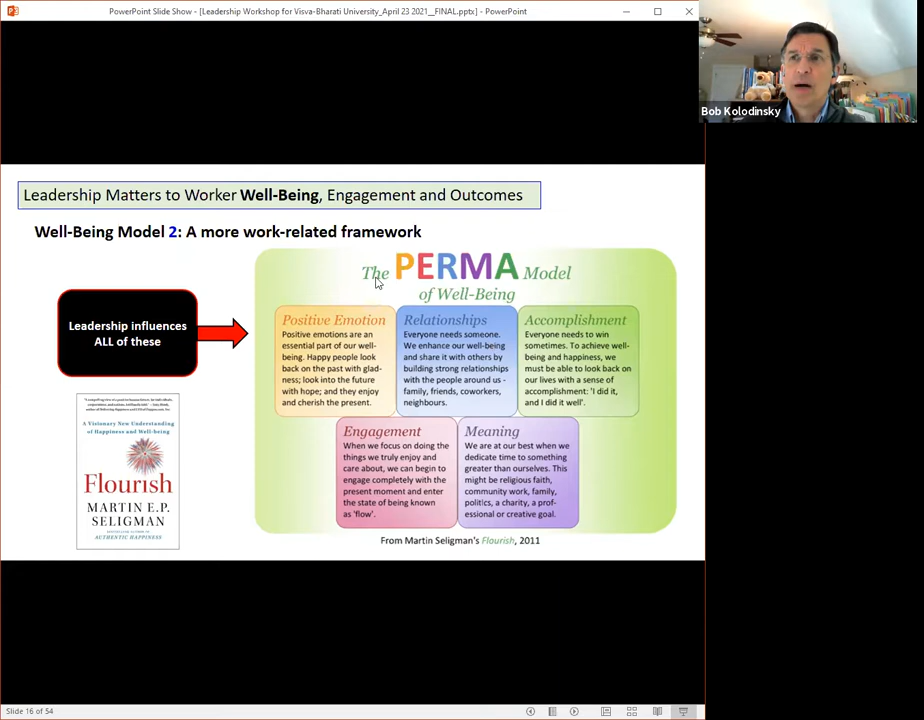 PowerPoint Slide Show - [Leadership Workshop for Visva-Bharati University_April 23 2021__FINAL.pptx] - PowerPoint
Bob Kolodinsky
Leadership Matters to Worker Well-Being, Engagement and Outcomes
Well-Being Model 2: A more work-related framework
The PERMA Model
of Well-Being
Leadership influences
ALL of these
Positive Emotion
Positive emotions are an
essential part of our well-
being. Happy people look
back on the past with glad-
ness; look into the future
with hope; and they enjoy
and cherish the present.
Relationships
Everyone needs someone.
We enhance our well-being
and share it with others by
building strong relationships
with the people around us -
family, friends, coworkers,
neighbours.
Accomplishment
Everyone needs to win
sometimes. To achieve well-
being and happiness, we
must be able to look back on
our lives with a sense of
accomplishment: 'I did it,
and I did it well'.
Engagement
When we focus on doing the
things we truly enjoy and
care about, we can begin to
engage completely with the
present moment and enter
the state of being known
as 'flow'.
Meaning
We are at our best when we
dedicate time to something
greater than ourselves. This
might be religious faith,
community work, family,
politics, a charity, a prof-
essional or creative goal.
A Visionary New Understanding
of Happiness and Well-being
Flourish
MARTIN E.P.
SELIGMAN
AUTHENTIC HAPPINESS
From Martin Seligman's Flourish, 2011
Slide 16 of 54